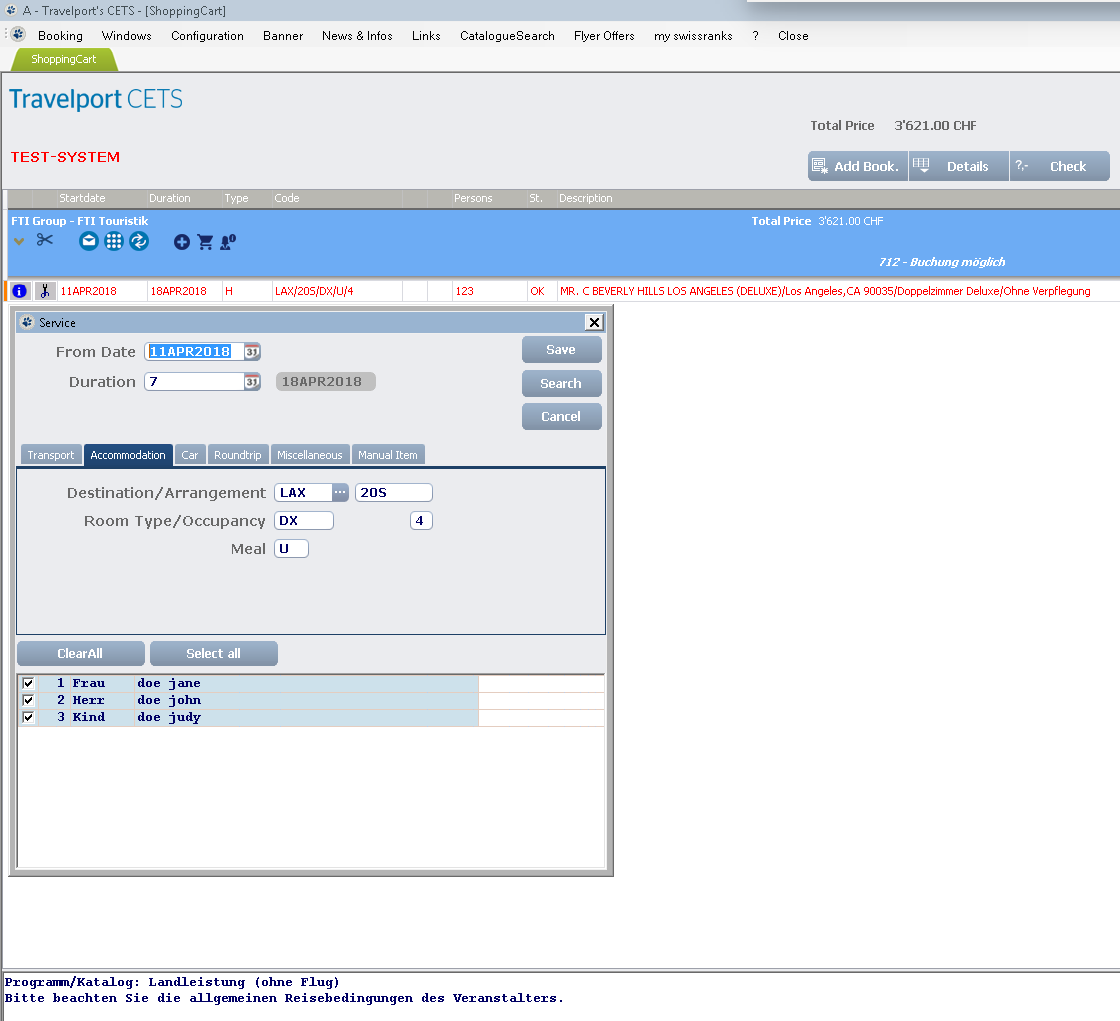 A - Travelport's CETS - [ShoppingCart]
Booking Windows Configuration Banner News & Infos Links CatalogueSearch Flyer Offers my swissranks ? Close
ShoppingCart
Travelport CETS
Total Price 3'621.00 CHF
TEST-SYSTEM
Add Book. Details ?,- Check
Startdate Duration Type Code Persons St. Description
FTI Group - FTI Touristik Total Price 3'621.00 CHF
712 - Buchung möglich
11APR2018 18APR2018 H LAX/20S/DX/U/4 123 OK MR. C BEVERLY HILLS LOS ANGELES (DELUXE)/Los Angeles,CA 90035/Doppelzimmer Deluxe/Ohne Verpflegung
Service
From Date 11APR2018 31 Save
Duration 7 31 18APR2018
Search
Cancel
Transport Accommodation Car Roundtrip Miscellaneous Manual Item
Destination/Arrangement LAX ... 20S
Room Type/Occupancy DX 4
Meal U
ClearAll Select all
1 Frau doe jane
2 Herr doe john
3 Kind doe judy
Programm/Katalog: Landleistung (ohne Flug)
Bitte beachten Sie die allgemeinen Reisebedingungen des Veranstalters.